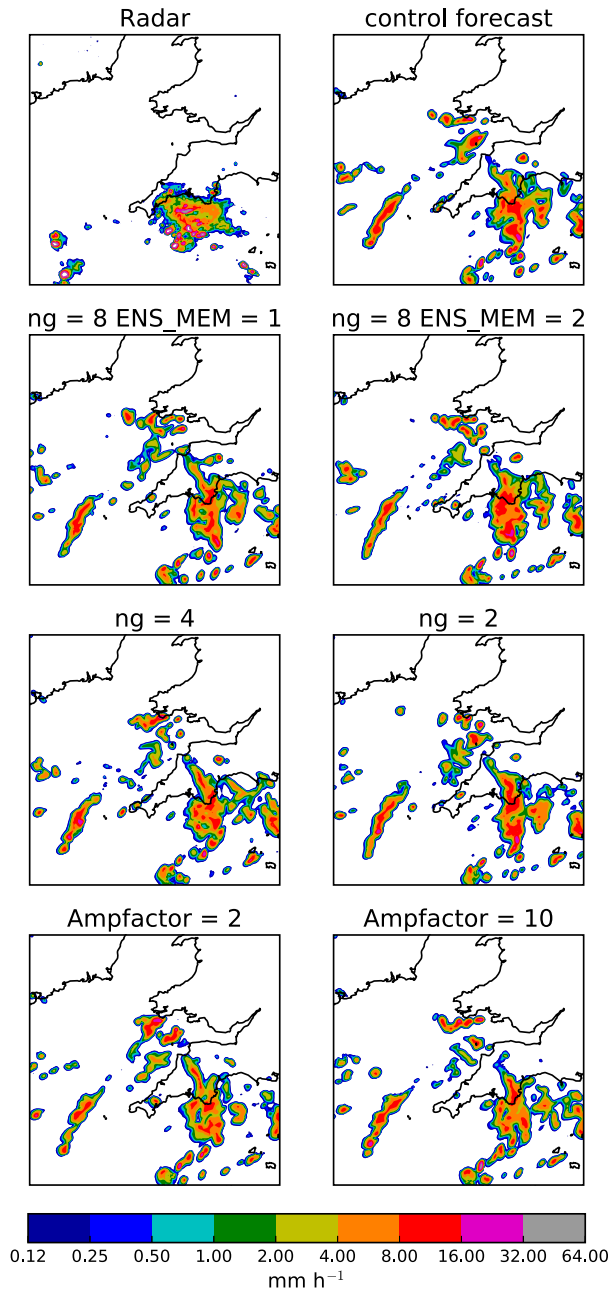 Radar
control forecast
ng = 8 ENS_MEM = 1
ng = 8 ENS_MEM = 2
ng = 4
ng = 2
Ampfactor = 2
Ampfactor = 10
0.12 0.25 0.50 1.00 2.00 4.00 8.00 16.00 32.00 64.00
mm h⁻¹